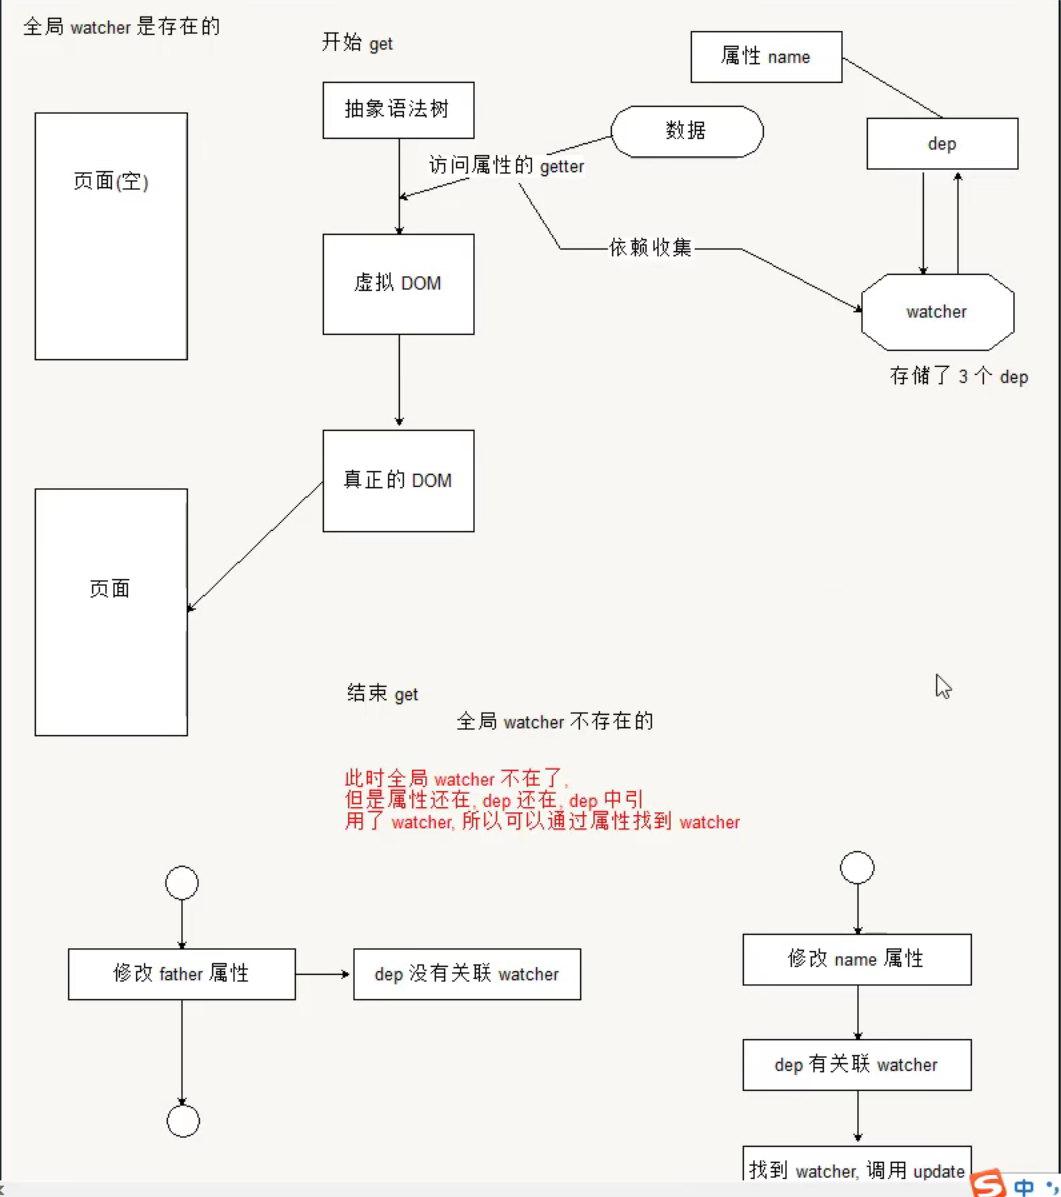 全局 watcher 是存在的
开始 get
属性 name
抽象语法树
数据
dep
访问属性的 getter
页面(空)
依赖收集
虚拟 DOM
watcher
存储了 3 个 dep
真正的 DOM
页面
结束 get
全局 watcher 不存在的
此时全局 watcher 不在了,
但是属性还在, dep 还在, dep 中引
用了 watcher, 所以可以通过属性找到 watcher
修改 father 属性
dep 没有关联 watcher
修改 name 属性
dep 有关联 watcher
找到 watcher, 调用 update
中